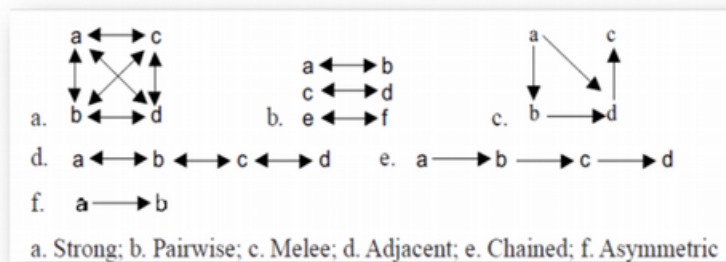 a c a c
a b
c d
a. b d b. e f c. b d
d. a b c d e. a b c d
f. a b
a. Strong; b. Pairwise; c. Melee; d. Adjacent; e. Chained; f. Asymmetric